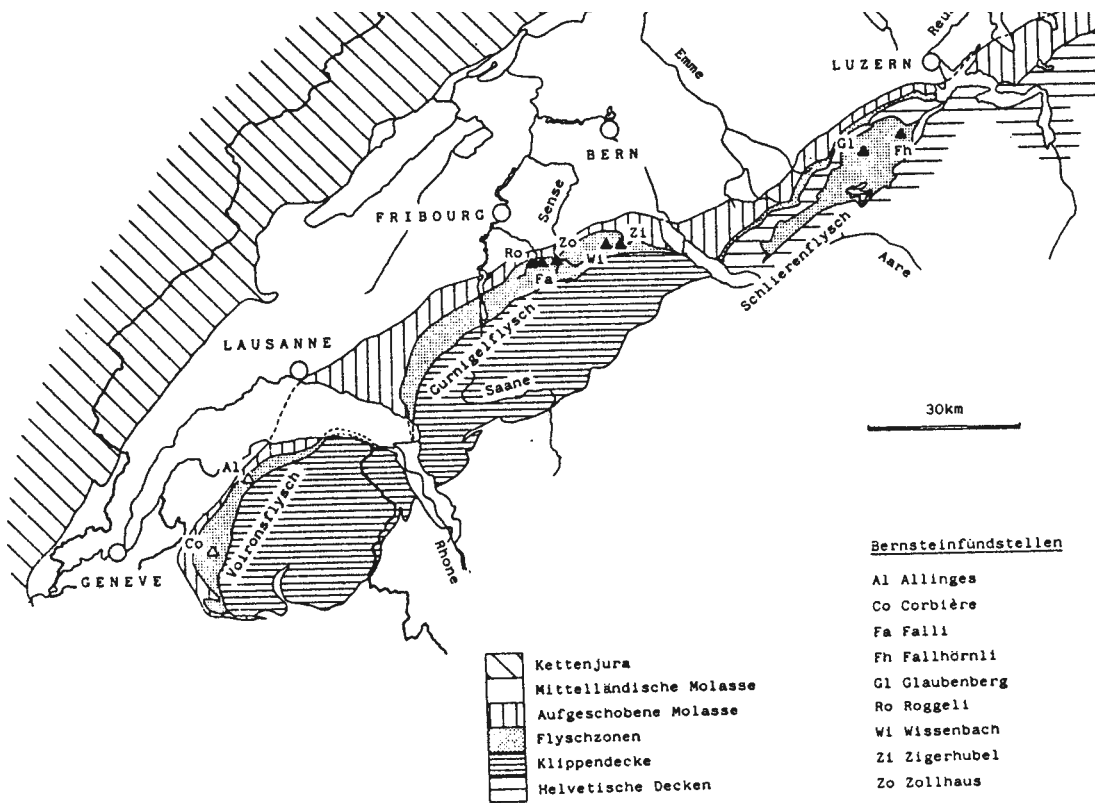 Reus
LUZERN
Emme
BERN
Gl
Fh
Sense
FRIBOURG
Ro
Zo
Zi
Wi
Fa
Aare
Schlierenflysch
Gurnigelflysch
LAUSANNE
Saane
30km
Al
Voironsflysch
Co
Rhone
GENEVE
Bernsteinfundstellen
Al Allinges
Co Corbière
Fa Falli
Fh Fallhörnli
Gl Glaubenberg
Ro Roggeli
Wi Wissenbach
Zi Zigerhubel
Zo Zollhaus
Kettenjura
Mittelländische Molasse
Aufgeschobene Molasse
Flyschzonen
Klippendecke
Helvetische Decken